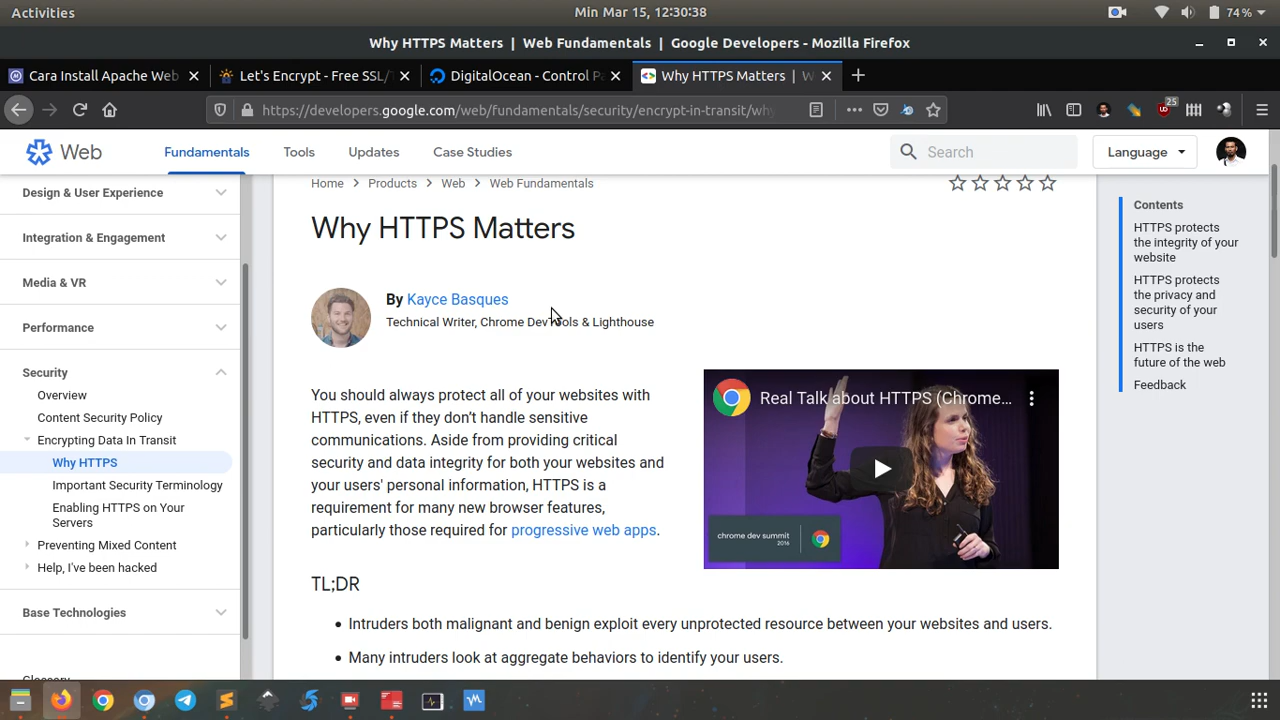 Activities
Min Mar 15, 12:30:38
74 %
Why HTTPS Matters | Web Fundamentals | Google Developers - Mozilla Firefox
Cara Install Apache Web
Let's Encrypt - Free SSL/
DigitalOcean - Control Pa
Why HTTPS Matters | W
https://developers.google.com/web/fundamentals/security/encrypt-in-transit/why
25
Web
Fundamentals
Tools
Updates
Case Studies
Search
Language
Design & User Experience
Integration & Engagement
Media & VR
Performance
Security
Overview
Content Security Policy
Encrypting Data In Transit
Why HTTPS
Important Security Terminology
Enabling HTTPS on Your
Servers
Preventing Mixed Content
Help, I've been hacked
Base Technologies
Glossary
Home > Products > Web > Web Fundamentals
Why HTTPS Matters
By Kayce Basques
Technical Writer, Chrome DevTools & Lighthouse
You should always protect all of your websites with
HTTPS, even if they don't handle sensitive
communications. Aside from providing critical
security and data integrity for both your websites and
your users' personal information, HTTPS is a
requirement for many new browser features,
particularly those required for progressive web apps.
Real Talk about HTTPS (Chrome...
chrome dev summit
2016
TL;DR
• Intruders both malignant and benign exploit every unprotected resource between your websites and users.
• Many intruders look at aggregate behaviors to identify your users.
Contents
HTTPS protects
the integrity of your
website
HTTPS protects
the privacy and
security of your
users
HTTPS is the
future of the web
Feedback